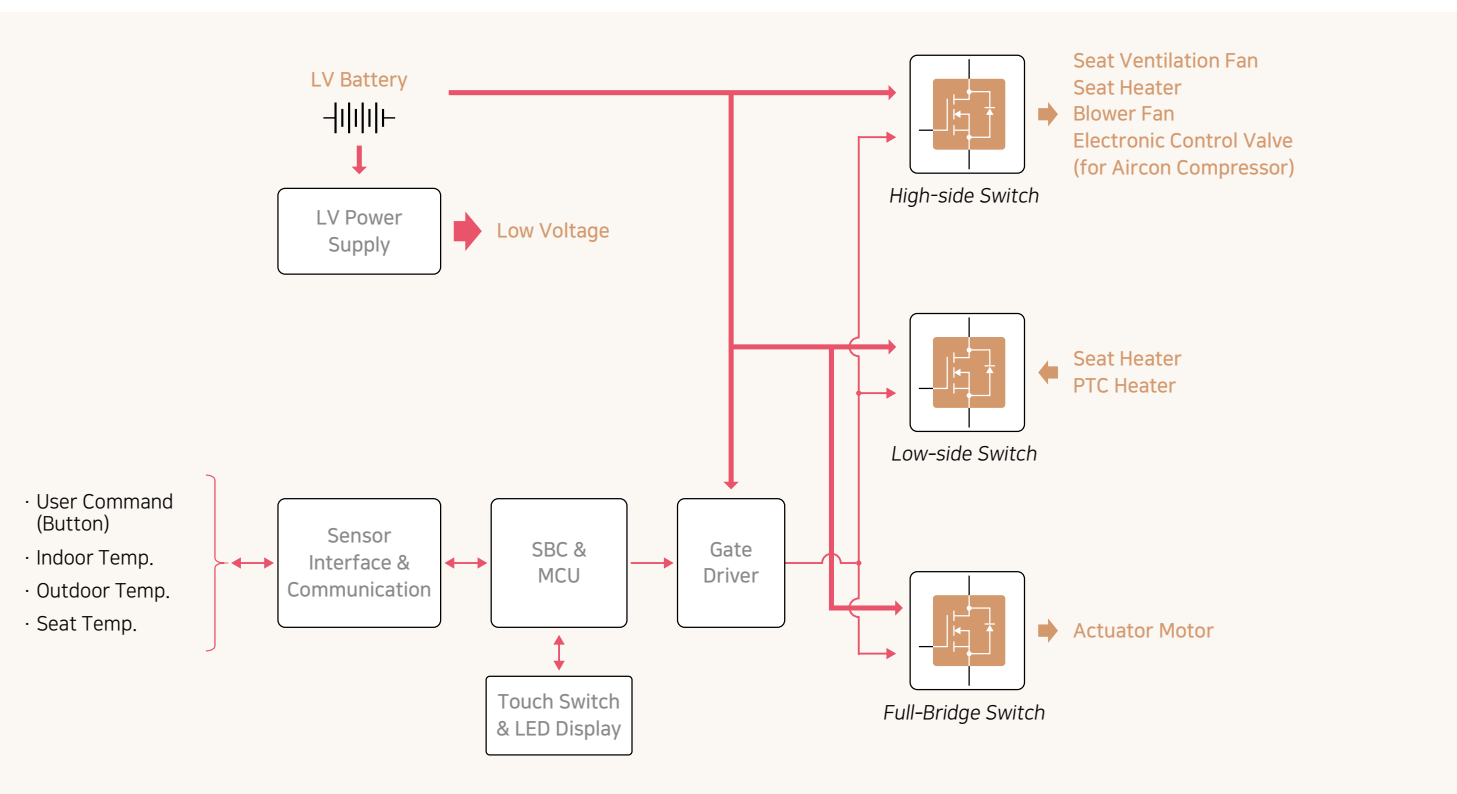 LV Battery
LV Power
Supply
Low Voltage
Seat Ventilation Fan
Seat Heater
Blower Fan
Electronic Control Valve
(for Aircon Compressor)
High-side Switch
Seat Heater
PTC Heater
Low-side Switch
· User Command
(Button)
· Indoor Temp.
· Outdoor Temp.
· Seat Temp.
Sensor
Interface &
Communication
SBC &
MCU
Gate
Driver
Touch Switch
& LED Display
Actuator Motor
Full-Bridge Switch